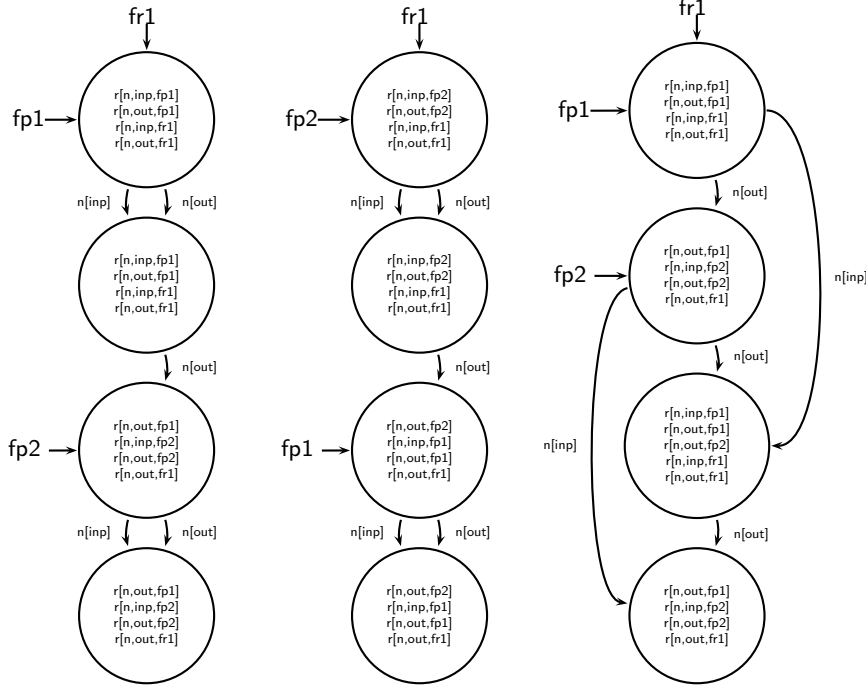 fr1
fp1
r[n,inp,fp1]
r[n,out,fp1]
r[n,inp,fr1]
r[n,out,fr1]
n[inp]
n[out]
r[n,inp,fp1]
r[n,out,fp1]
r[n,inp,fr1]
r[n,out,fr1]
n[out]
fp2
r[n,out,fp1]
r[n,inp,fp2]
r[n,out,fp2]
r[n,out,fr1]
n[inp]
n[out]
r[n,out,fp1]
r[n,inp,fp2]
r[n,out,fp2]
r[n,out,fr1]
fr1
fp2
r[n,inp,fp2]
r[n,out,fp2]
r[n,inp,fr1]
r[n,out,fr1]
n[inp]
n[out]
r[n,inp,fp2]
r[n,out,fp2]
r[n,inp,fr1]
r[n,out,fr1]
n[out]
fp1
r[n,out,fp2]
r[n,inp,fp1]
r[n,out,fp1]
r[n,out,fr1]
n[inp]
n[out]
r[n,out,fp2]
r[n,inp,fp1]
r[n,out,fp1]
r[n,out,fr1]
fr1
fp1
r[n,inp,fp1]
r[n,out,fp1]
r[n,inp,fr1]
r[n,out,fr1]
n[out]
n[inp]
fp2
r[n,out,fp1]
r[n,inp,fp2]
r[n,out,fp2]
r[n,out,fr1]
n[out]
n[inp]
r[n,inp,fp1]
r[n,out,fp1]
r[n,out,fp2]
r[n,inp,fr1]
r[n,out,fr1]
n[out]
r[n,out,fp1]
r[n,inp,fp2]
r[n,out,fp2]
r[n,out,fr1]